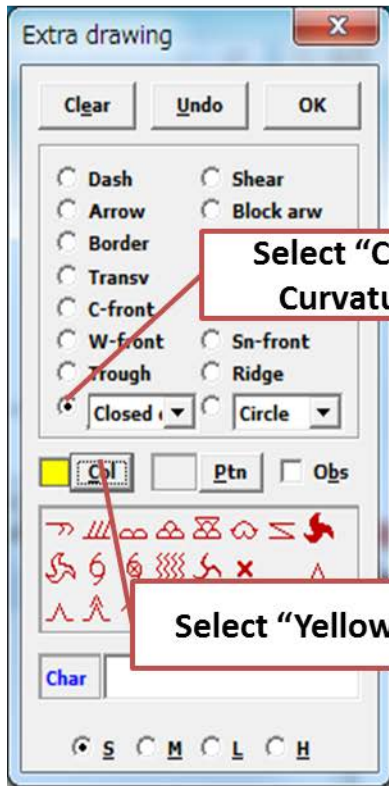 Extra drawing
Clear Undo OK
Dash Shear
Arrow Block arw
Border
Transv
C-front
W-front Sn-front
Trough Ridge
Closed Circle
Select "C
Curvatu
Col Ptn Obs
Select "Yellow
Char
S M L H